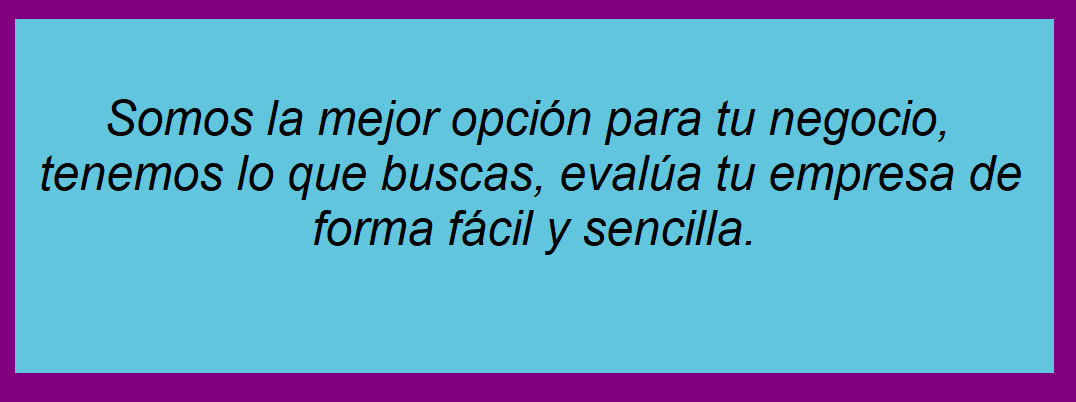 Somos la mejor opción para tu negocio,
tenemos lo que buscas, evalúa tu empresa de
forma fácil y sencilla.